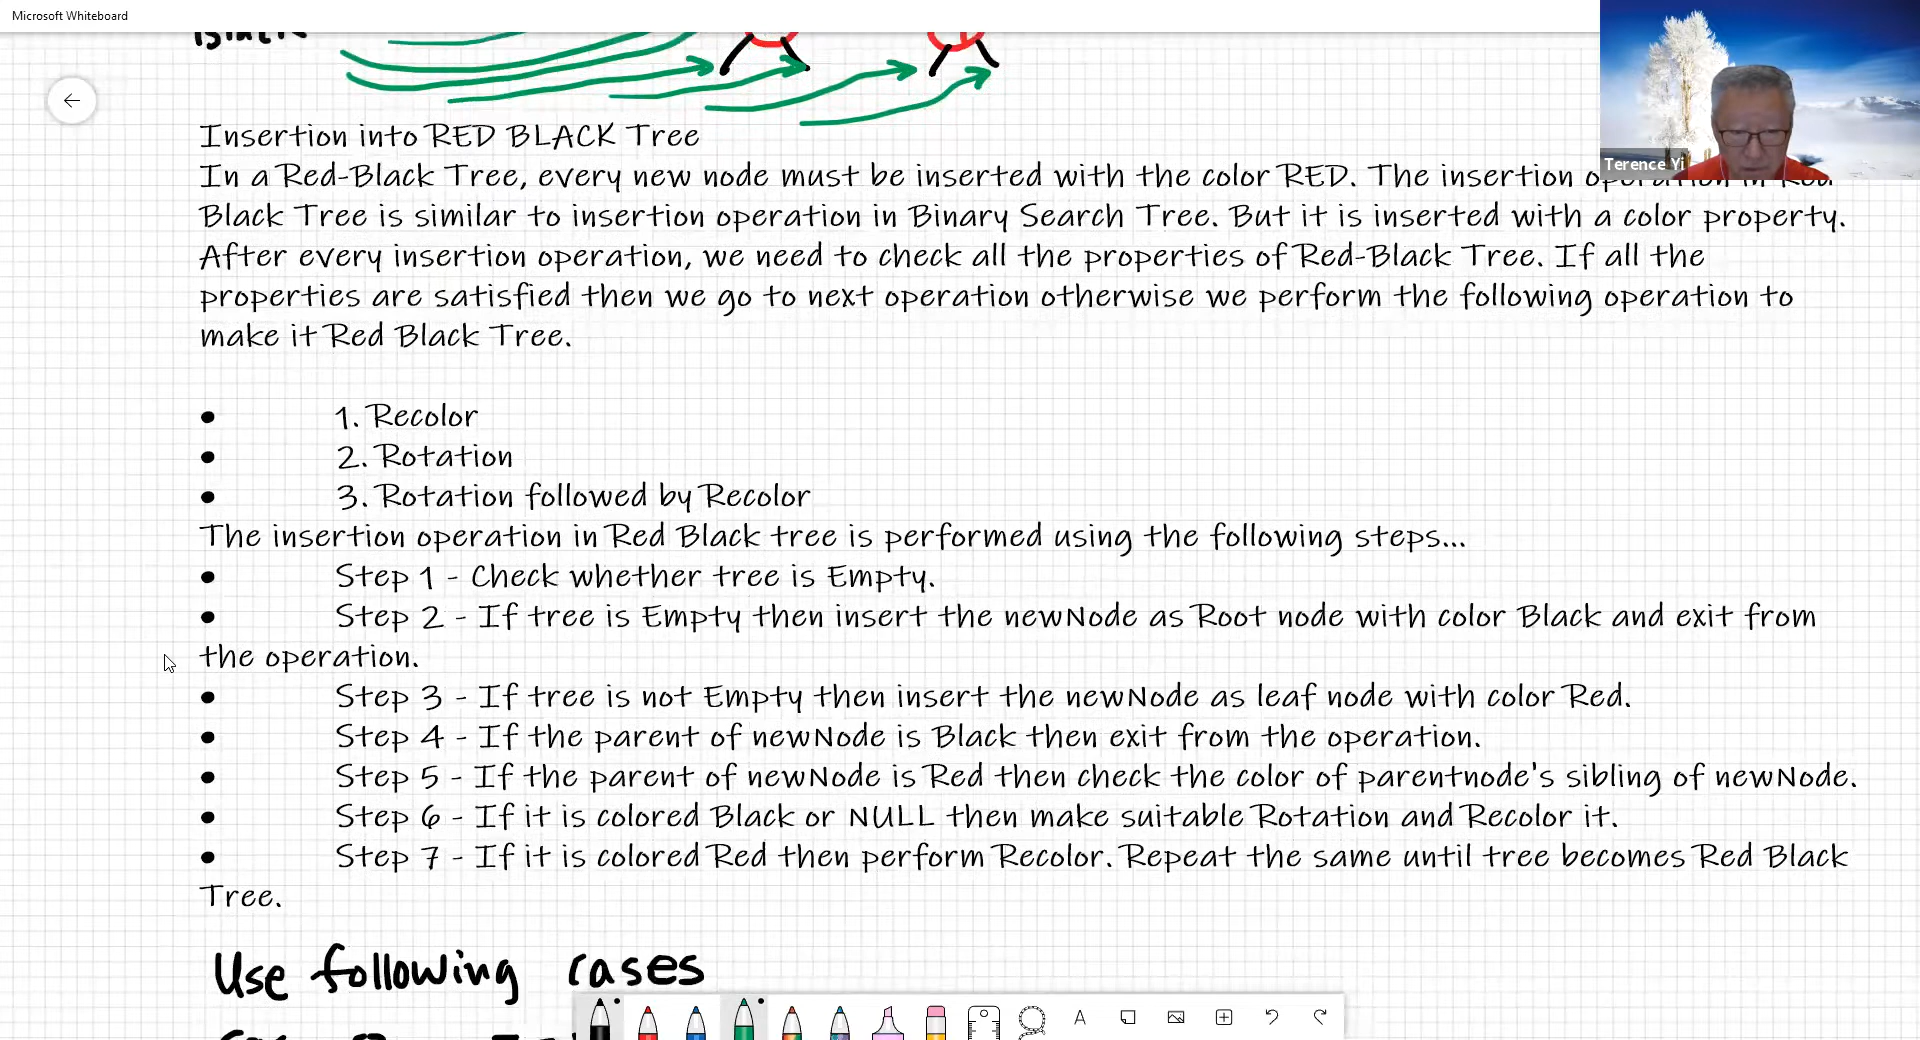 Microsoft Whiteboard
Terence Yi
Insertion into RED BLACK Tree
In a Red-Black Tree, every new node must be inserted with the color RED. The insertion operation in Red
Black Tree is similar to insertion operation in Binary Search Tree. But it is inserted with a color property.
After every insertion operation, we need to check all the properties of Red-Black Tree. If all the
properties are satisfied then we go to next operation otherwise we perform the following operation to
make it Red Black Tree.
• 1. Recolor
• 2. Rotation
• 3. Rotation followed by Recolor
The insertion operation in Red Black tree is performed using the following steps...
• Step 1 - Check whether tree is Empty.
• Step 2 - If tree is Empty then insert the newNode as Root node with color Black and exit from
the operation.
• Step 3 - If tree is not Empty then insert the newNode as leaf node with color Red.
• Step 4 - If the parent of newNode is Black then exit from the operation.
• Step 5 - If the parent of newNode is Red then check the color of parentnode's sibling of newNode.
• Step 6 - If it is colored Black or NULL then make suitable Rotation and Recolor it.
• Step 7 - If it is colored Red then perform Recolor. Repeat the same until tree becomes Red Black
Tree.
Use following cases